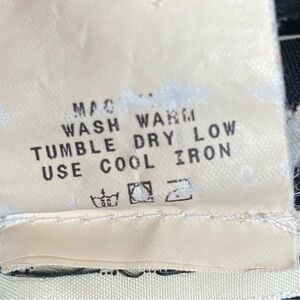 WASH WARM
TUMBLE DRY LOW
USE COOL IRON